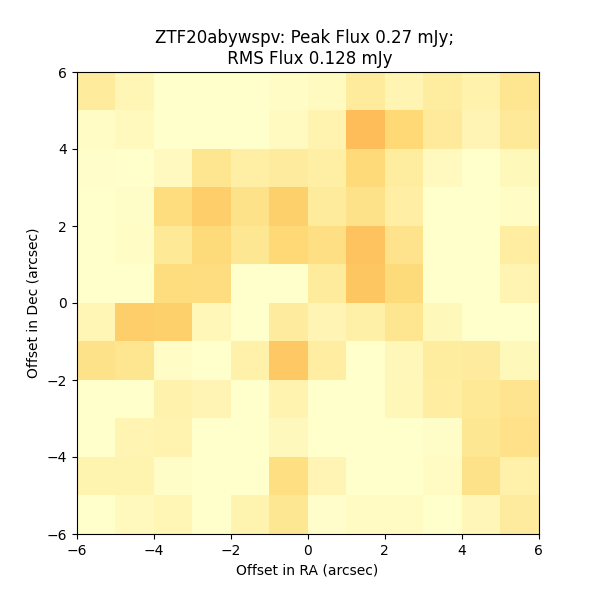 ZTF20abywspv: Peak Flux 0.27 mJy;
RMS Flux 0.128 mJy
6
4
2
0
−2
−4
−6
Offset in Dec (arcsec)
−6 −4 −2 0 2 4 6
Offset in RA (arcsec)